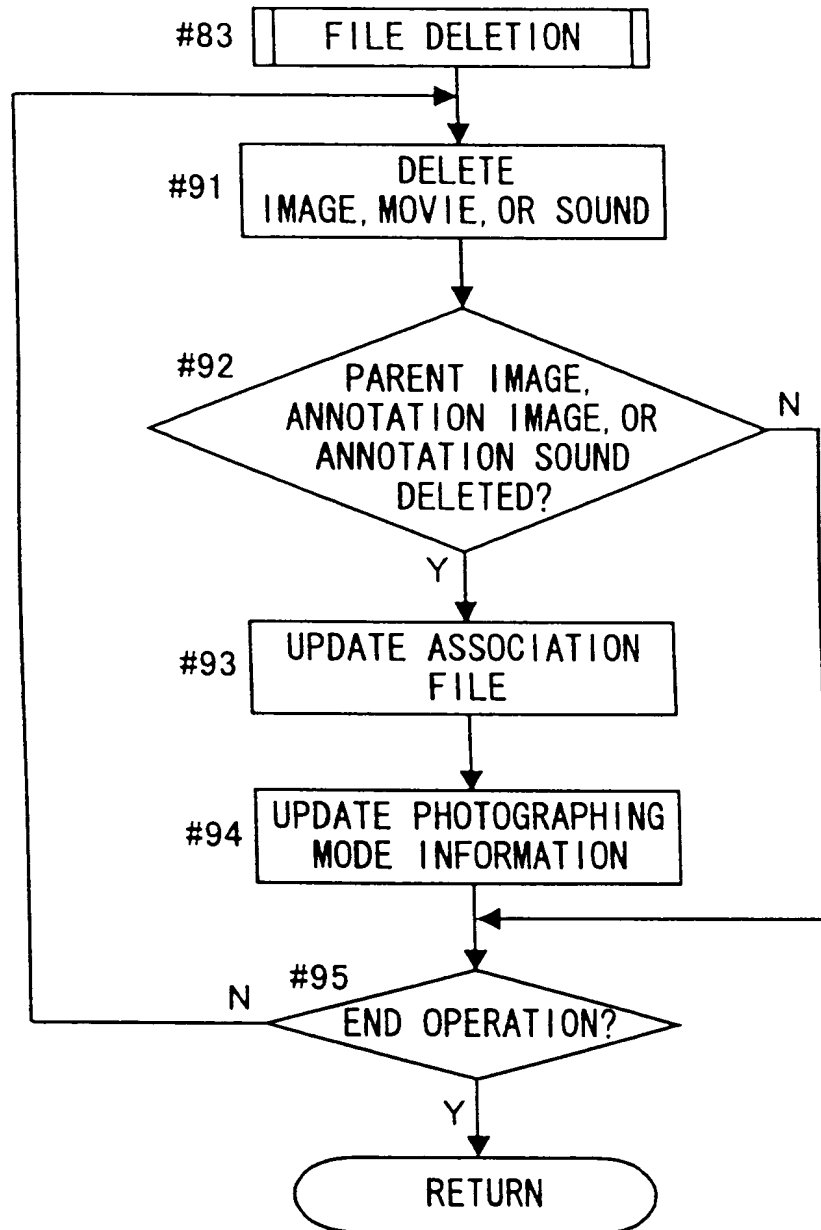 #83 FILE DELETION
#91
DELETE
IMAGE, MOVIE, OR SOUND
#92
PARENT IMAGE,
ANNOTATION IMAGE, OR
ANNOTATION SOUND
DELETED?
N
Y
#93
UPDATE ASSOCIATION
FILE
#94
UPDATE PHOTOGRAPHING
MODE INFORMATION
#95
N
END OPERATION?
Y
RETURN